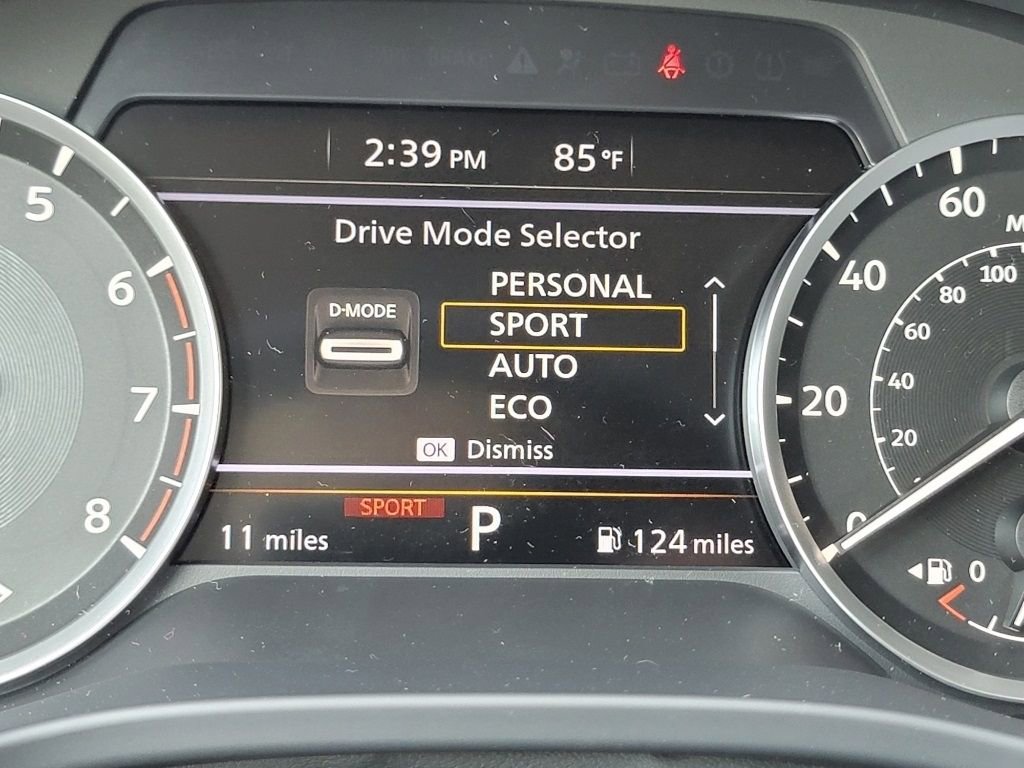 2:39 PM 85°F
Drive Mode Selector
D-MODE
PERSONAL
SPORT
AUTO
ECO
OK Dismiss
SPORT
11 miles P 124 miles
5
6
7
8
60
40
20
0
100
80
60
40
20
0